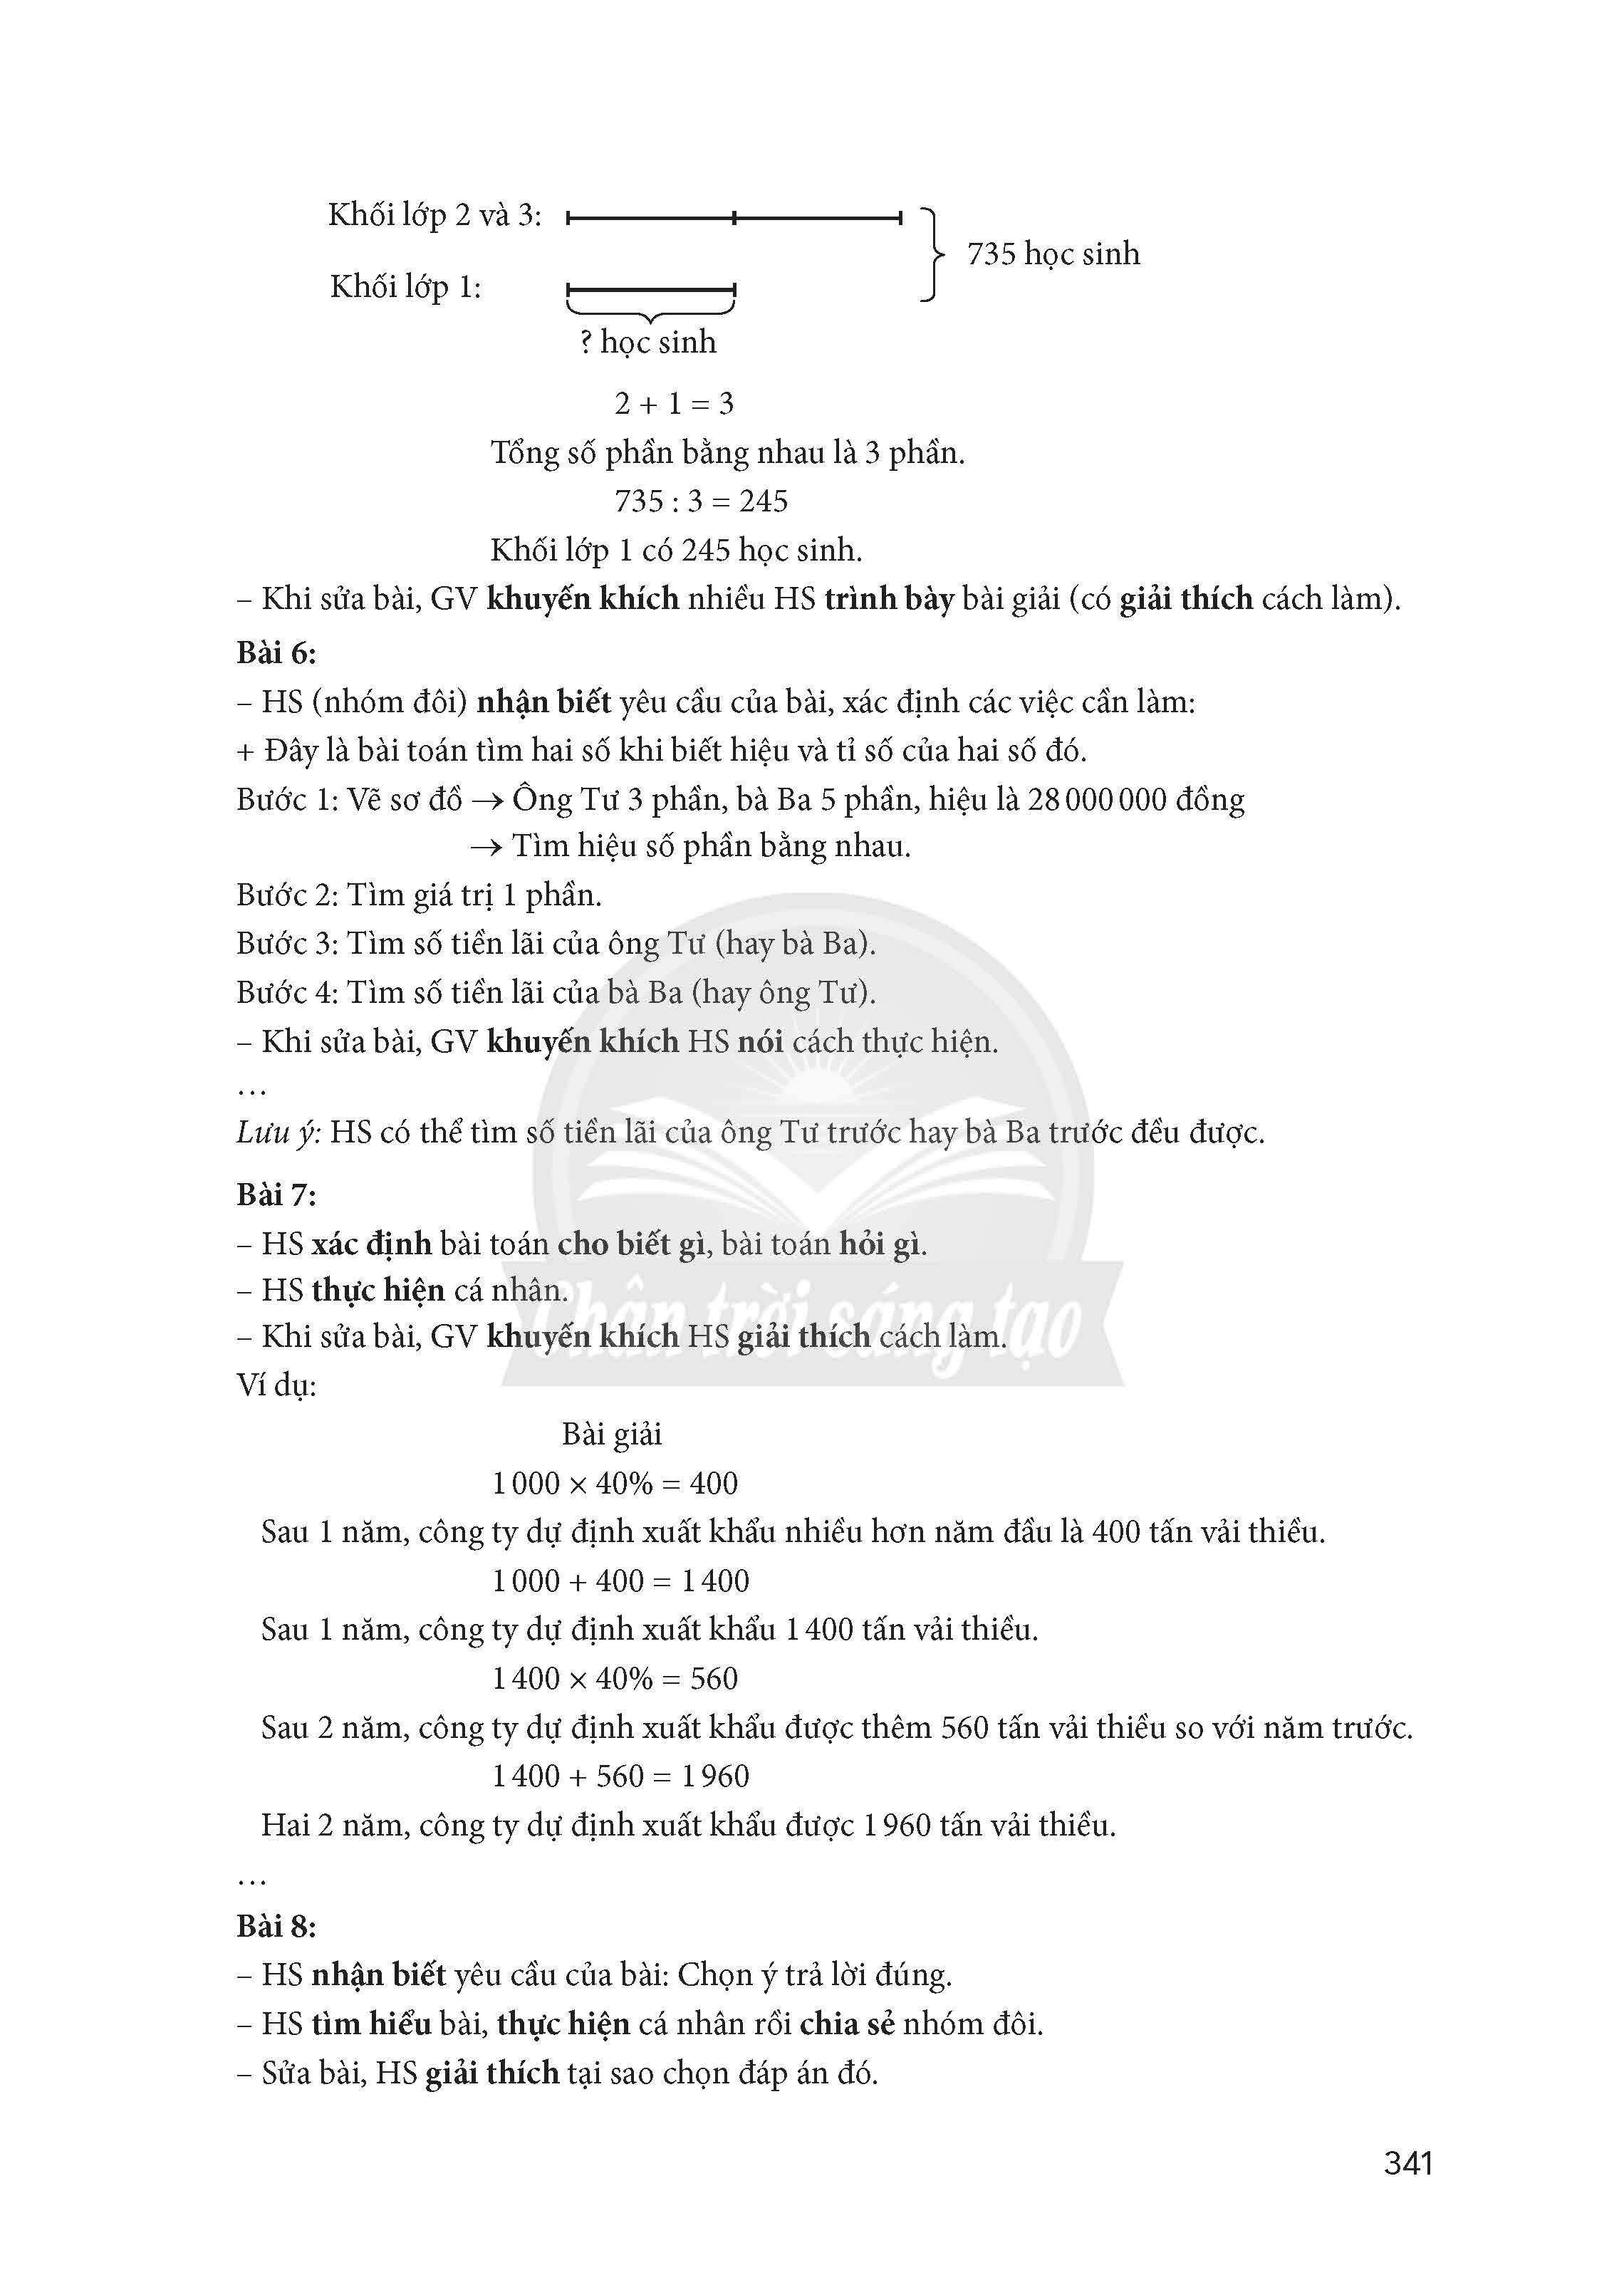 Khối lớp 2 và 3:
735 học sinh
Khối lớp 1:
? học sinh
2 + 1 = 3
Tổng số phần bằng nhau là 3 phần.
735 : 3 = 245
Khối lớp 1 có 245 học sinh.
– Khi sửa bài, GV khuyến khích nhiều HS trình bày bài giải (có giải thích cách làm).
Bài 6:
– HS (nhóm đôi) nhận biết yêu cầu của bài, xác định các việc cần làm:
+ Đây là bài toán tìm hai số khi biết hiệu và tỉ số của hai số đó.
Bước 1: Vẽ sơ đồ → Ông Tư 3 phần, bà Ba 5 phần, hiệu là 28 000 000 đồng
→ Tìm hiệu số phần bằng nhau.
Bước 2: Tìm giá trị 1 phần.
Bước 3: Tìm số tiền lãi của ông Tư (hay bà Ba).
Bước 4: Tìm số tiền lãi của bà Ba (hay ông Tư).
– Khi sửa bài, GV khuyến khích HS nói cách thực hiện.
…
Lưu ý: HS có thể tìm số tiền lãi của ông Tư trước hay bà Ba trước đều được.
Bài 7:
– HS xác định bài toán cho biết gì, bài toán hỏi gì.
– HS thực hiện cá nhân.
Chân trời sáng tạo
– Khi sửa bài, GV khuyến khích HS giải thích cách làm.
Ví dụ:
Bài giải
1 000 × 40% = 400
Sau 1 năm, công ty dự định xuất khẩu nhiều hơn năm đầu là 400 tấn vải thiều.
1 000 + 400 = 1 400
Sau 1 năm, công ty dự định xuất khẩu 1 400 tấn vải thiều.
1 400 × 40% = 560
Sau 2 năm, công ty dự định xuất khẩu được thêm 560 tấn vải thiều so với năm trước.
1 400 + 560 = 1 960
Hai 2 năm, công ty dự định xuất khẩu được 1 960 tấn vải thiều.
…
Bài 8:
– HS nhận biết yêu cầu của bài: Chọn ý trả lời đúng.
– HS tìm hiểu bài, thực hiện cá nhân rồi chia sẻ nhóm đôi.
– Sửa bài, HS giải thích tại sao chọn đáp án đó.
341